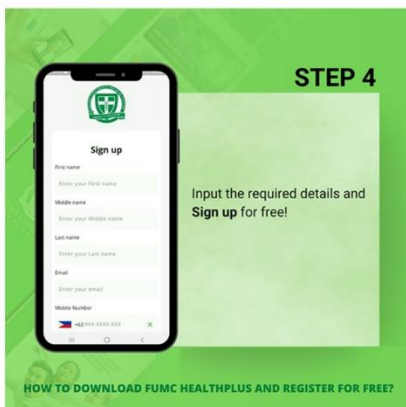 STEP 4
Sign up
First name
Enter your First name
Middle name
Enter your Middle name
Last name
Enter your Last name
Email
Enter your email
Mobile Number
Input the required details and
Sign up for free!
HOW TO DOWNLOAD FUMC HEALTHPLUS AND REGISTER FOR FREE?